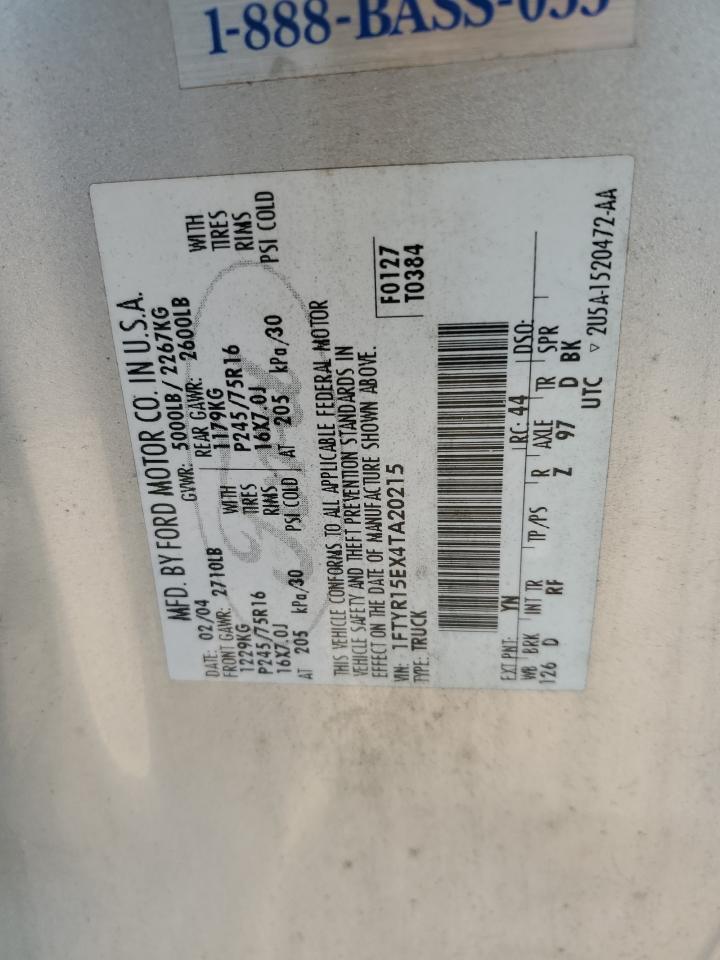 1-888-BASS-055
MFD. BY FORD MOTOR CO. IN U.S.A.
DATE: 02/04 GVWR: 5000LB/ 2267KG
FRONT GAWR: 2710LB REAR GAWR: 2600LB
1229KG WITH 1179KG WITH
P245/75R16 TIRES P245/75R16 TIRES
16X7.0J RIMS 16X7.0J RIMS
AT 205 kPa/30 PSI COLD AT 205 kPa/30 PSI COLD
THIS VEHICLE CONFORMS TO ALL APPLICABLE FEDERAL MOTOR
VEHICLE SAFETY AND THEFT PREVENTION STANDARDS IN
EFFECT ON THE DATE OF MANUFACTURE SHOWN ABOVE.
VIN: 1FTYR15EX4TA20215
TYPE: TRUCK
F0127
T0384
EXT PNT: YN RC: 44 DSO:
WB BRK INT TR TP/PS R AXLE TR SPR
126 D RF Z 97 D BK
UTC ▽ 2U5A-1520472-AA